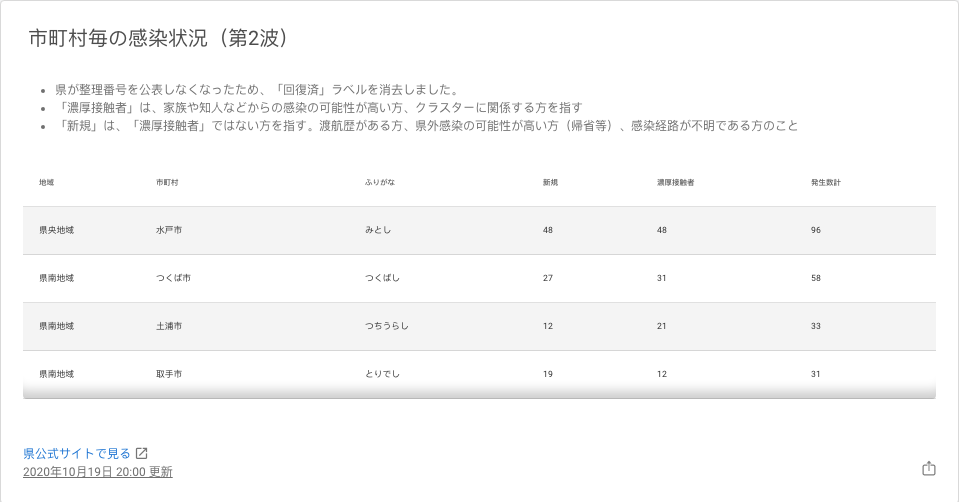 市町村毎の感染状況（第2波）
県が整理番号を公表しなくなったため、「回復済」ラベルを消去しました。
「濃厚接触者」は、家族や知人などからの感染の可能性が高い方、クラスターに関係する方を指す
「新規」は、「濃厚接触者」ではない方を指す。渡航歴がある方、県外感染の可能性が高い方（帰省等）、感染経路が不明である方のこと
地域 市町村 ふりがな 新規 濃厚接触者 発生数計
県央地域 水戸市 みとし 48 48 96
県南地域 つくば市 つくばし 27 31 58
県南地域 土浦市 つちうらし 12 21 33
県南地域 取手市 とりでし 19 12 31
県公式サイトで見る
2020年10月19日 20:00 更新